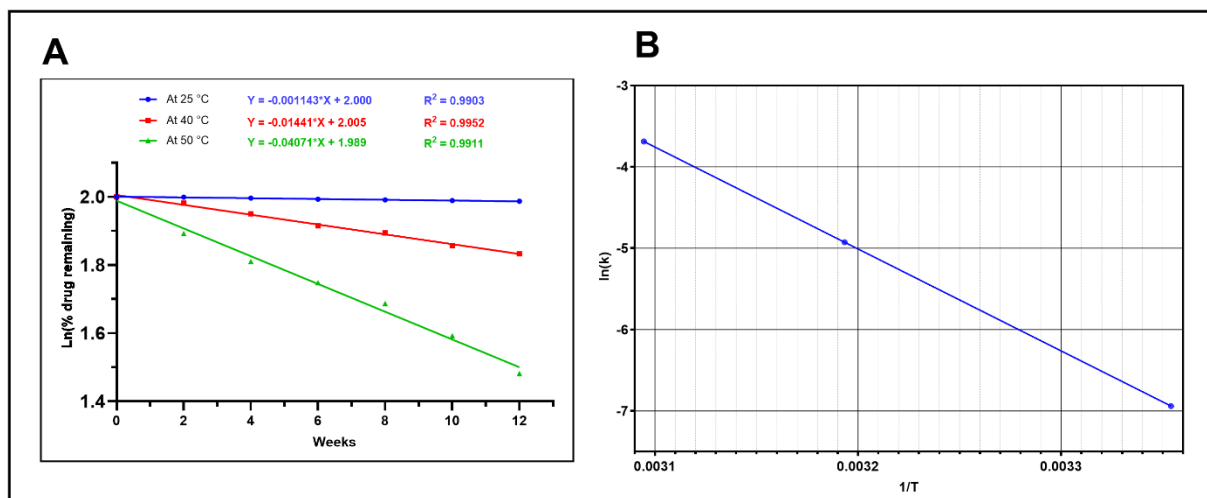 A
At 25 °C Y = -0.001143*X + 2.000 R² = 0.9903
At 40 °C Y = -0.01441*X + 2.005 R² = 0.9952
At 50 °C Y = -0.04071*X + 1.989 R² = 0.9911
Ln(% drug remaining)
2.0
1.8
1.6
1.4
0 2 4 6 8 10 12
Weeks
B
ln(k)
-3
-4
-5
-6
-7
0.0031 0.0032 0.0033
1/T